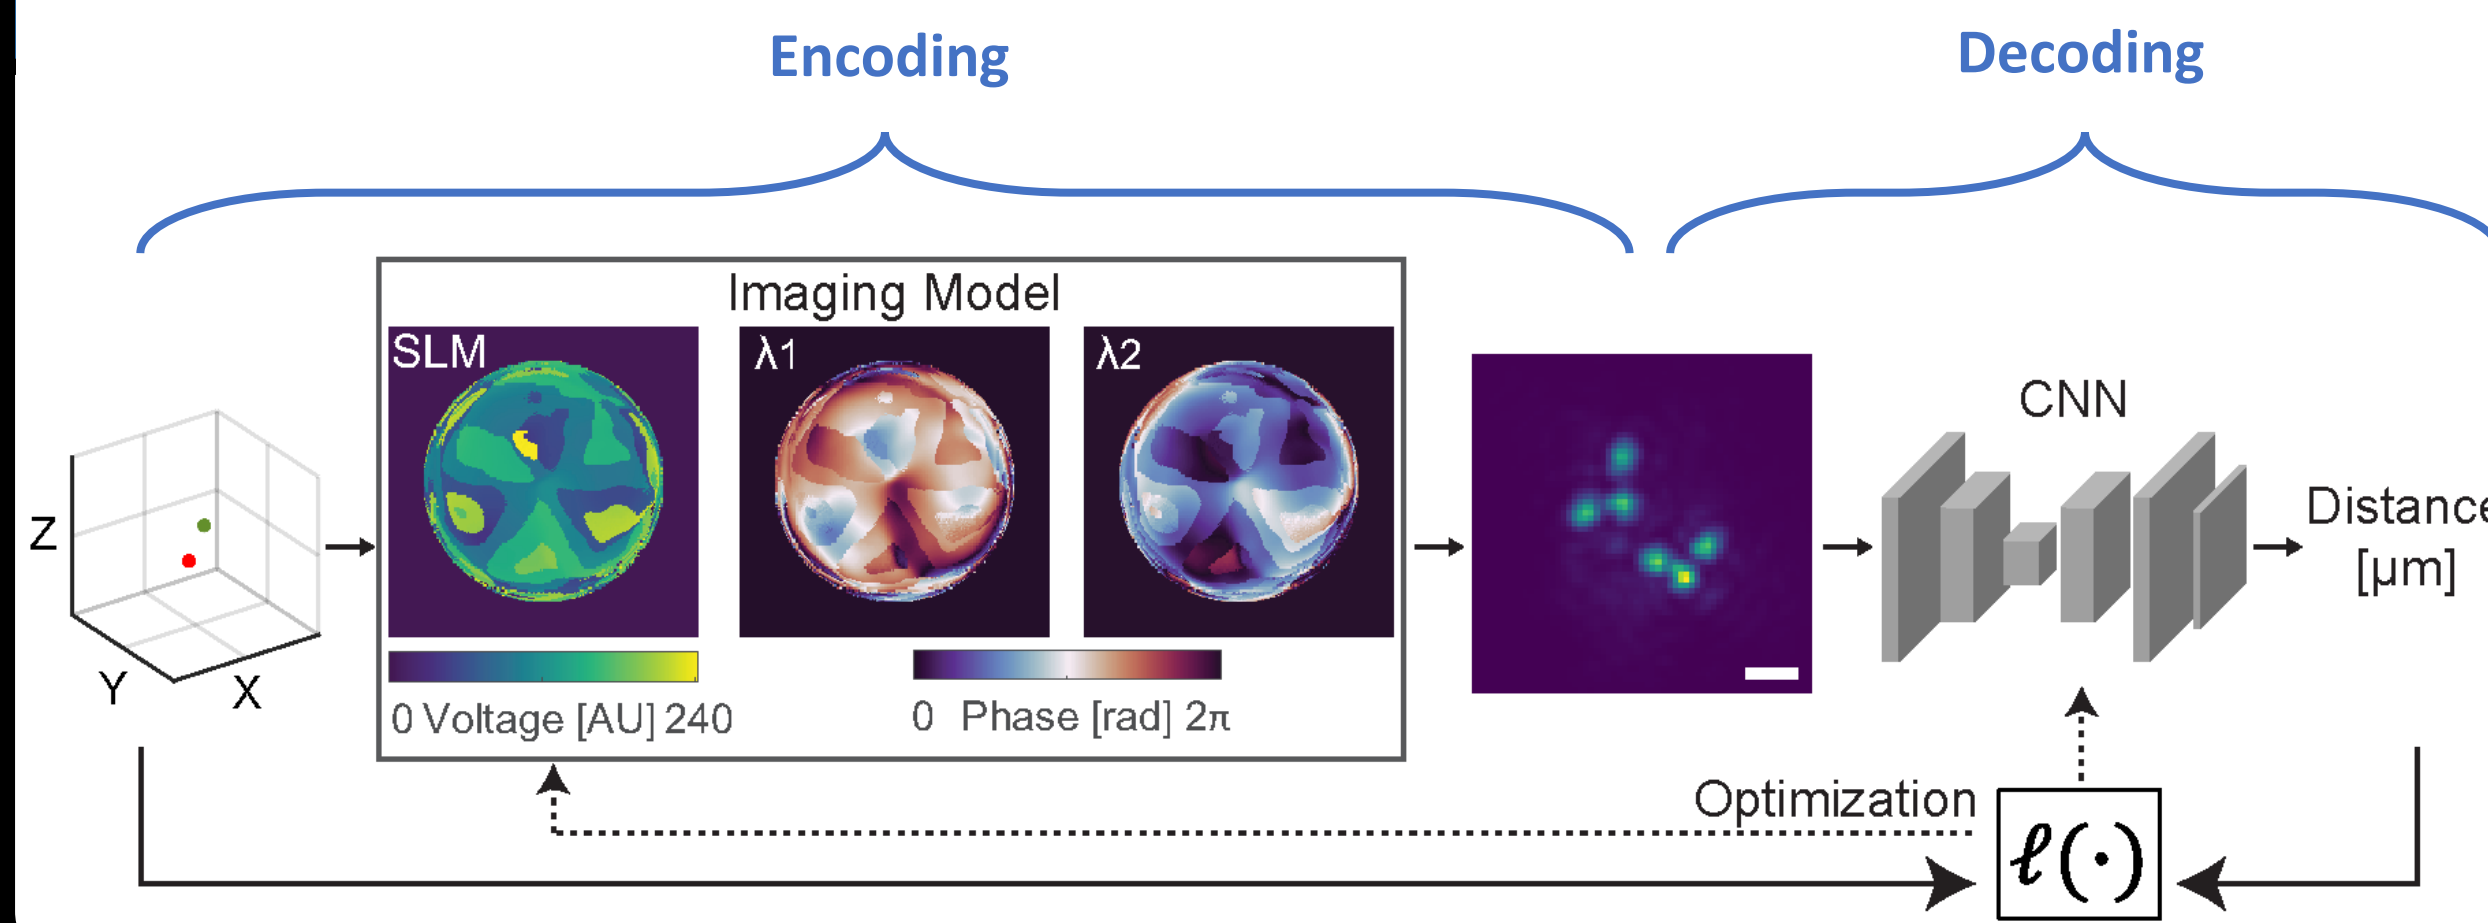 Encoding
Decoding
Imaging Model
SLM
λ1
λ2
CNN
Z
Y
X
Distance
[μm]
0 Voltage [AU] 240
0 Phase [rad] 2π
Optimization
ℓ(·)